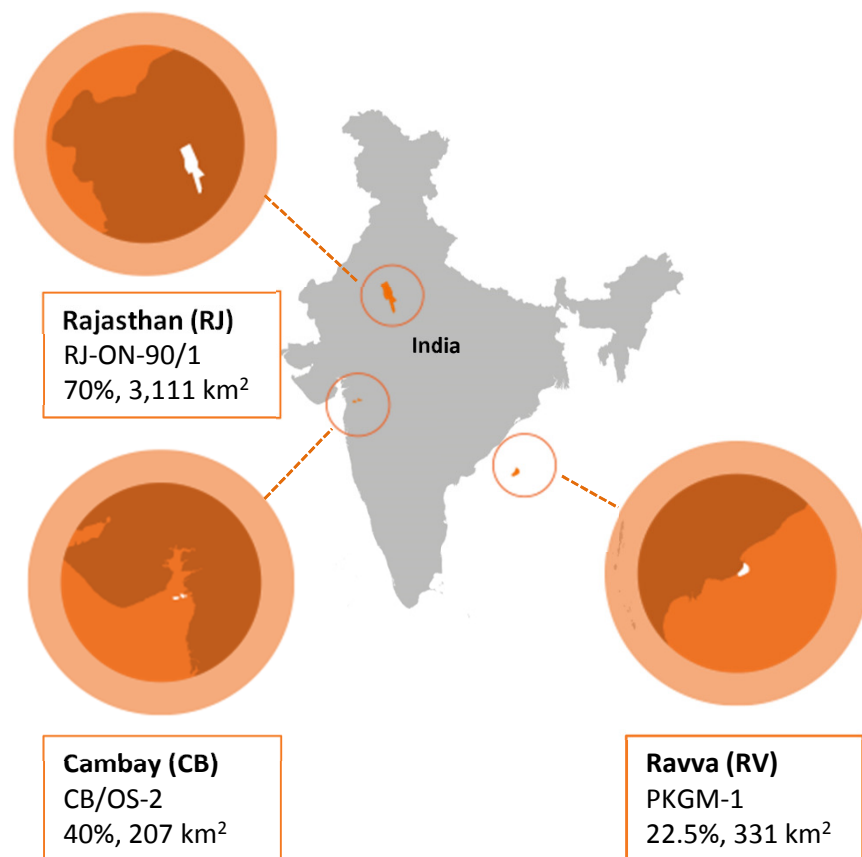 Rajasthan (RJ)
RJ-ON-90/1
70%, 3,111 km²
India
Cambay (CB)
CB/OS-2
40%, 207 km²
Ravva (RV)
PKGM-1
22.5%, 331 km²